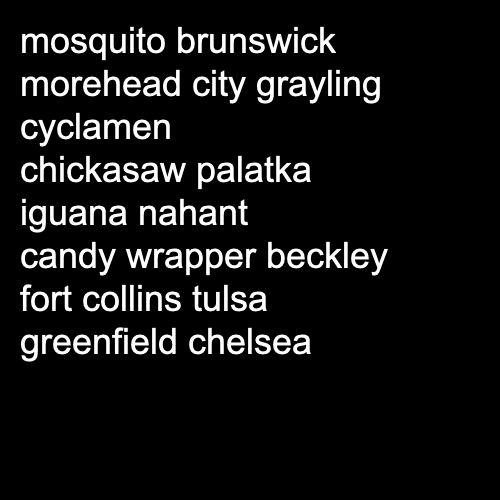 mosquito brunswick
morehead city grayling
cyclamen
chickasaw palatka
iguana nahant
candy wrapper beckley
fort collins tulsa
greenfield chelsea